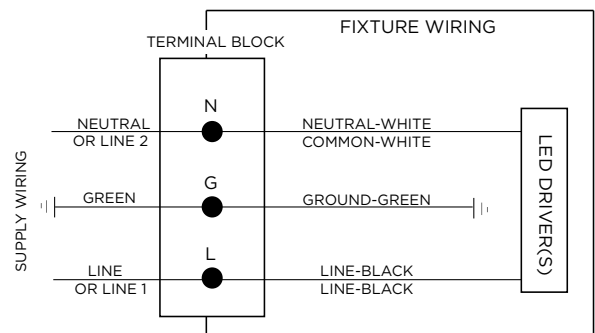 FIXTURE WIRING
TERMINAL BLOCK
N
NEUTRAL
OR LINE 2
NEUTRAL-WHITE
COMMON-WHITE
G
GREEN
GROUND-GREEN
L
LINE
OR LINE 1
LINE-BLACK
LINE-BLACK
SUPPLY WIRING
LED DRIVER(S)